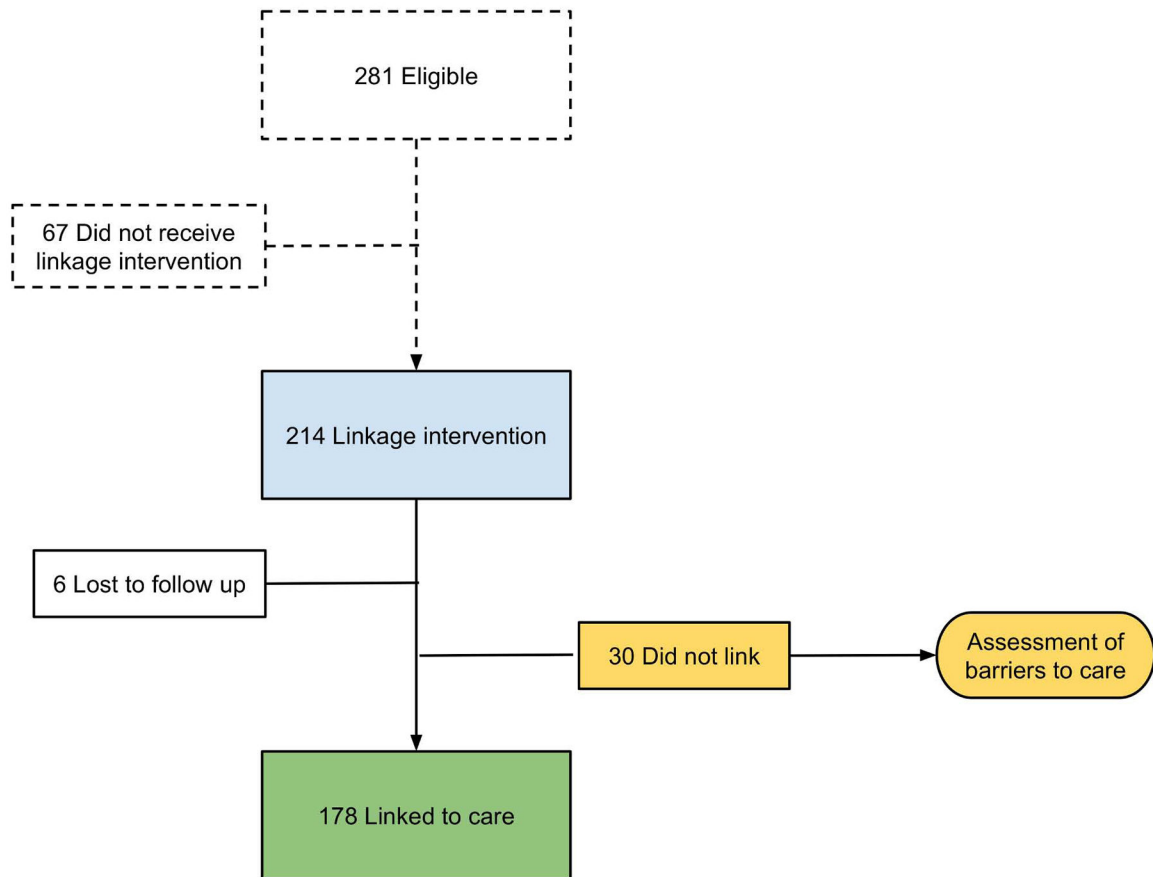 281 Eligible
67 Did not receive
linkage intervention
214 Linkage intervention
6 Lost to follow up
30 Did not link
Assessment of
barriers to care
178 Linked to care